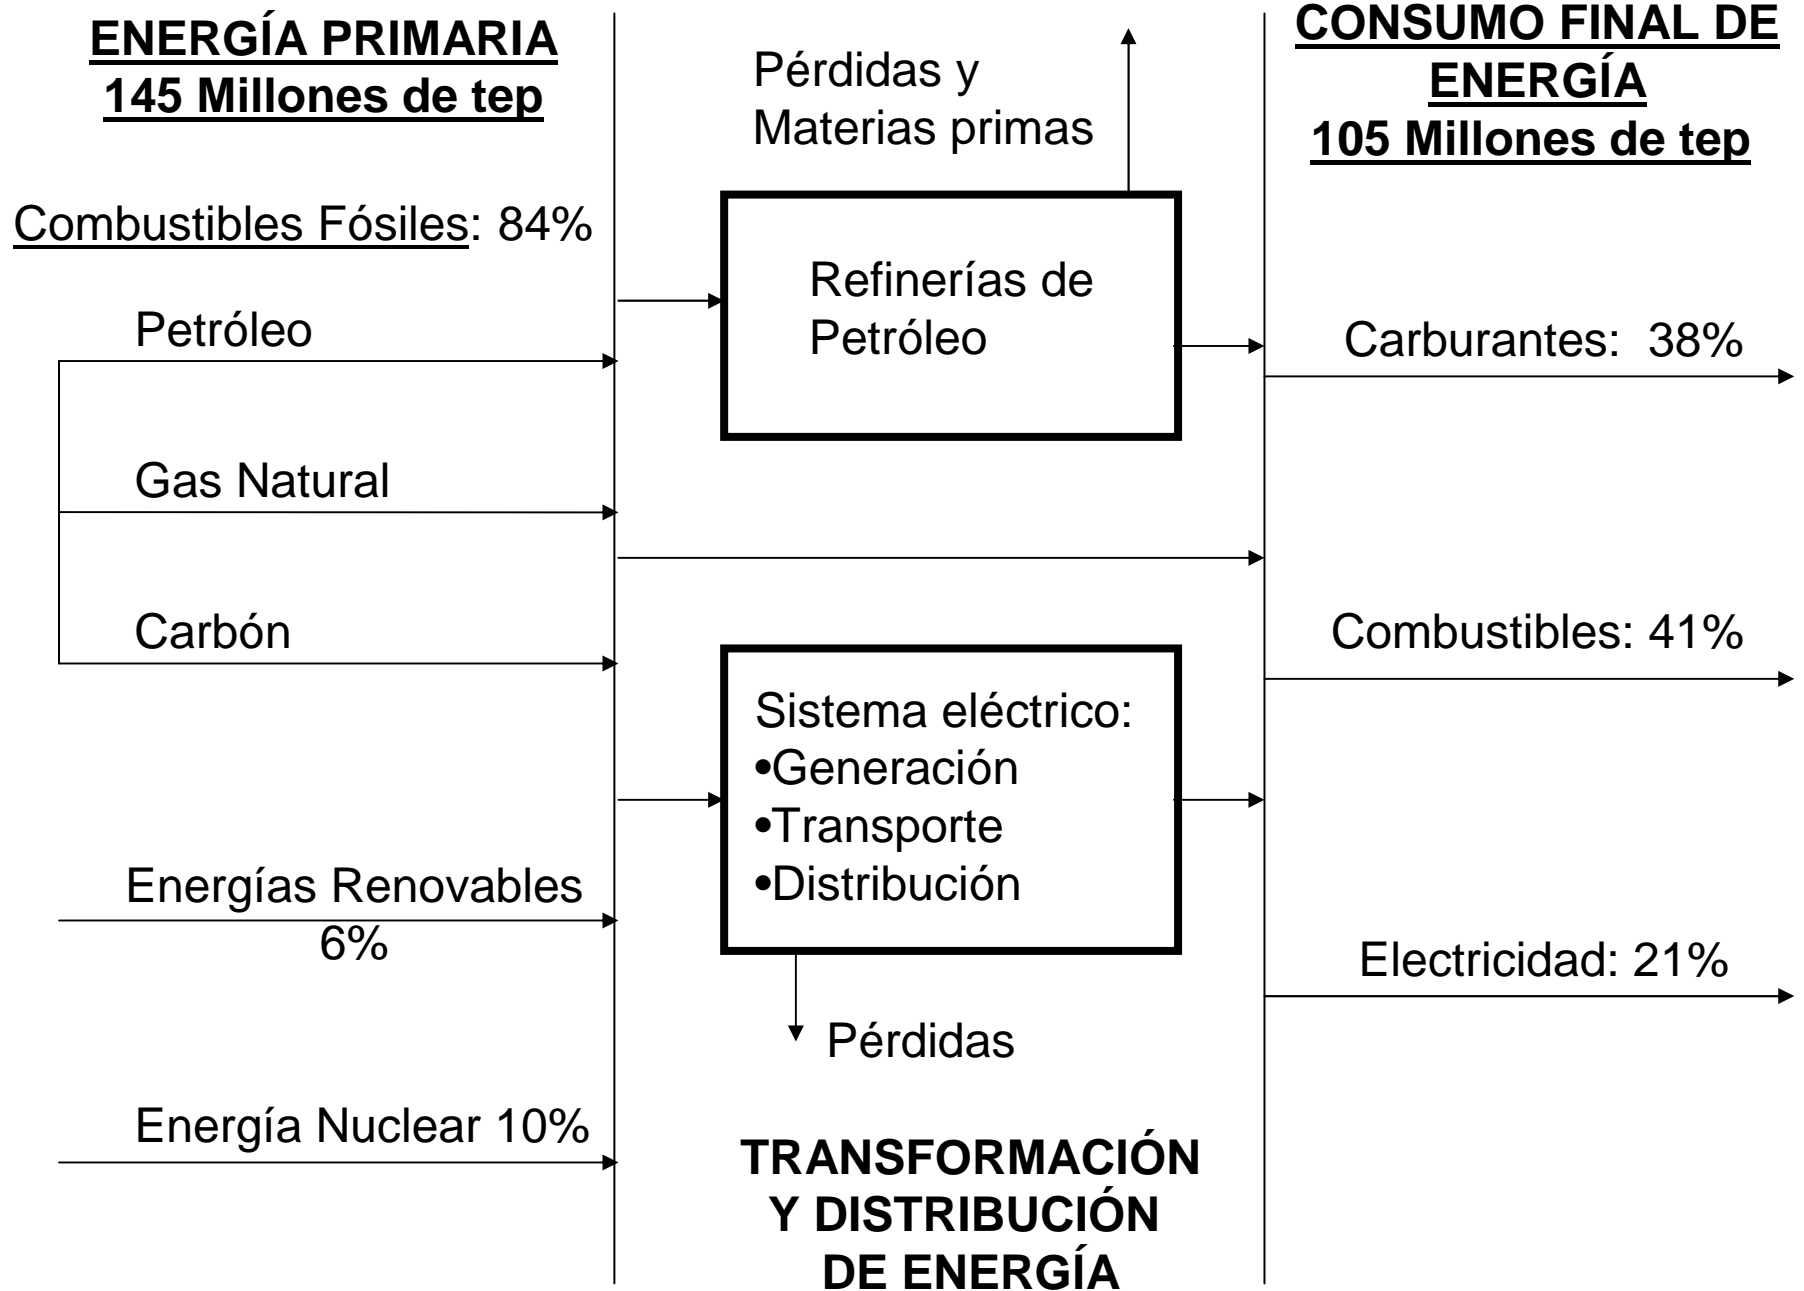 ENERGÍA PRIMARIA
145 Millones de tep
Combustibles Fósiles: 84%
Petróleo
Gas Natural
Carbón
Energías Renovables
6%
Energía Nuclear 10%
Pérdidas y
Materias primas
Refinerías de
Petróleo
Sistema eléctrico:
•Generación
•Transporte
•Distribución
Pérdidas
TRANSFORMACIÓN
Y DISTRIBUCIÓN
DE ENERGÍA
CONSUMO FINAL DE
ENERGÍA
105 Millones de tep
Carburantes: 38%
Combustibles: 41%
Electricidad: 21%